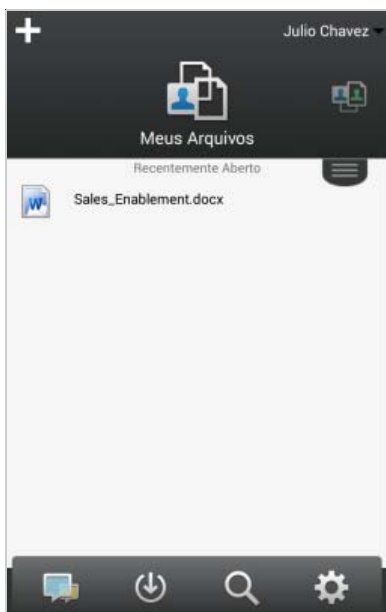 Julio Chavez
Meus Arquivos
Recentemente Aberto
Sales_Enablement.docx